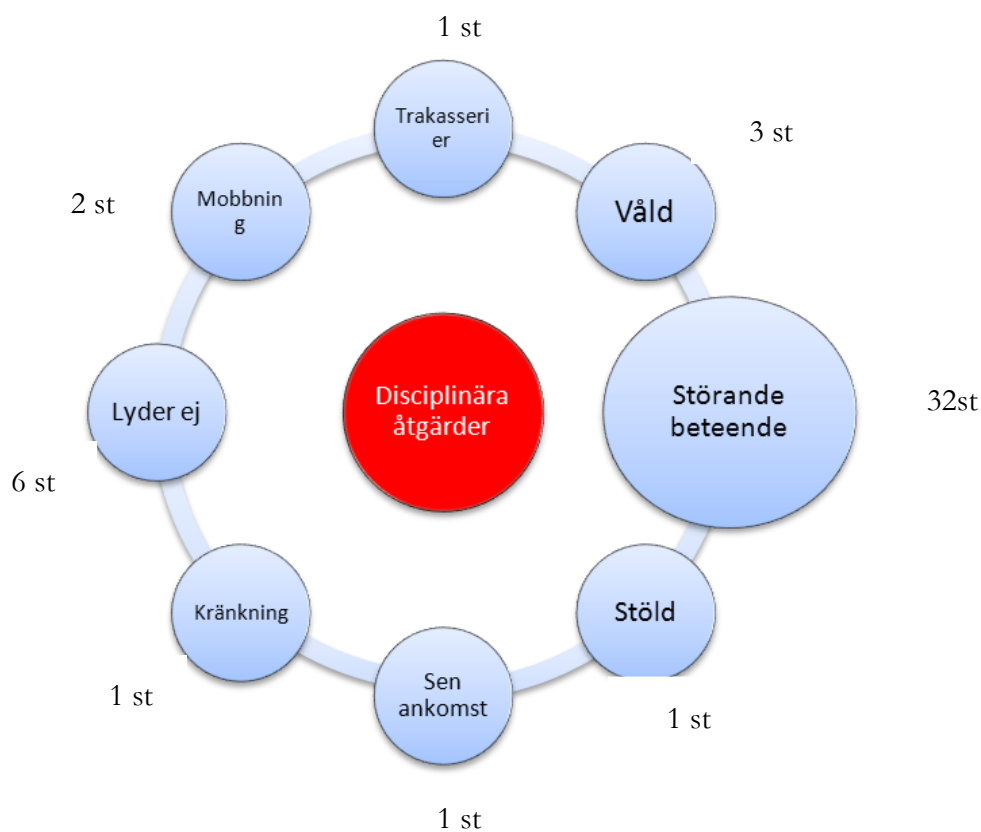 1 st
Trakasseri
er
3 st
Våld
Mobbnin
g
2 st
Störande
beteende
32st
Disciplinära
åtgärder
Lyder ej
6 st
Kränkning
Stöld
1 st
Sen
ankomst
1 st
1 st